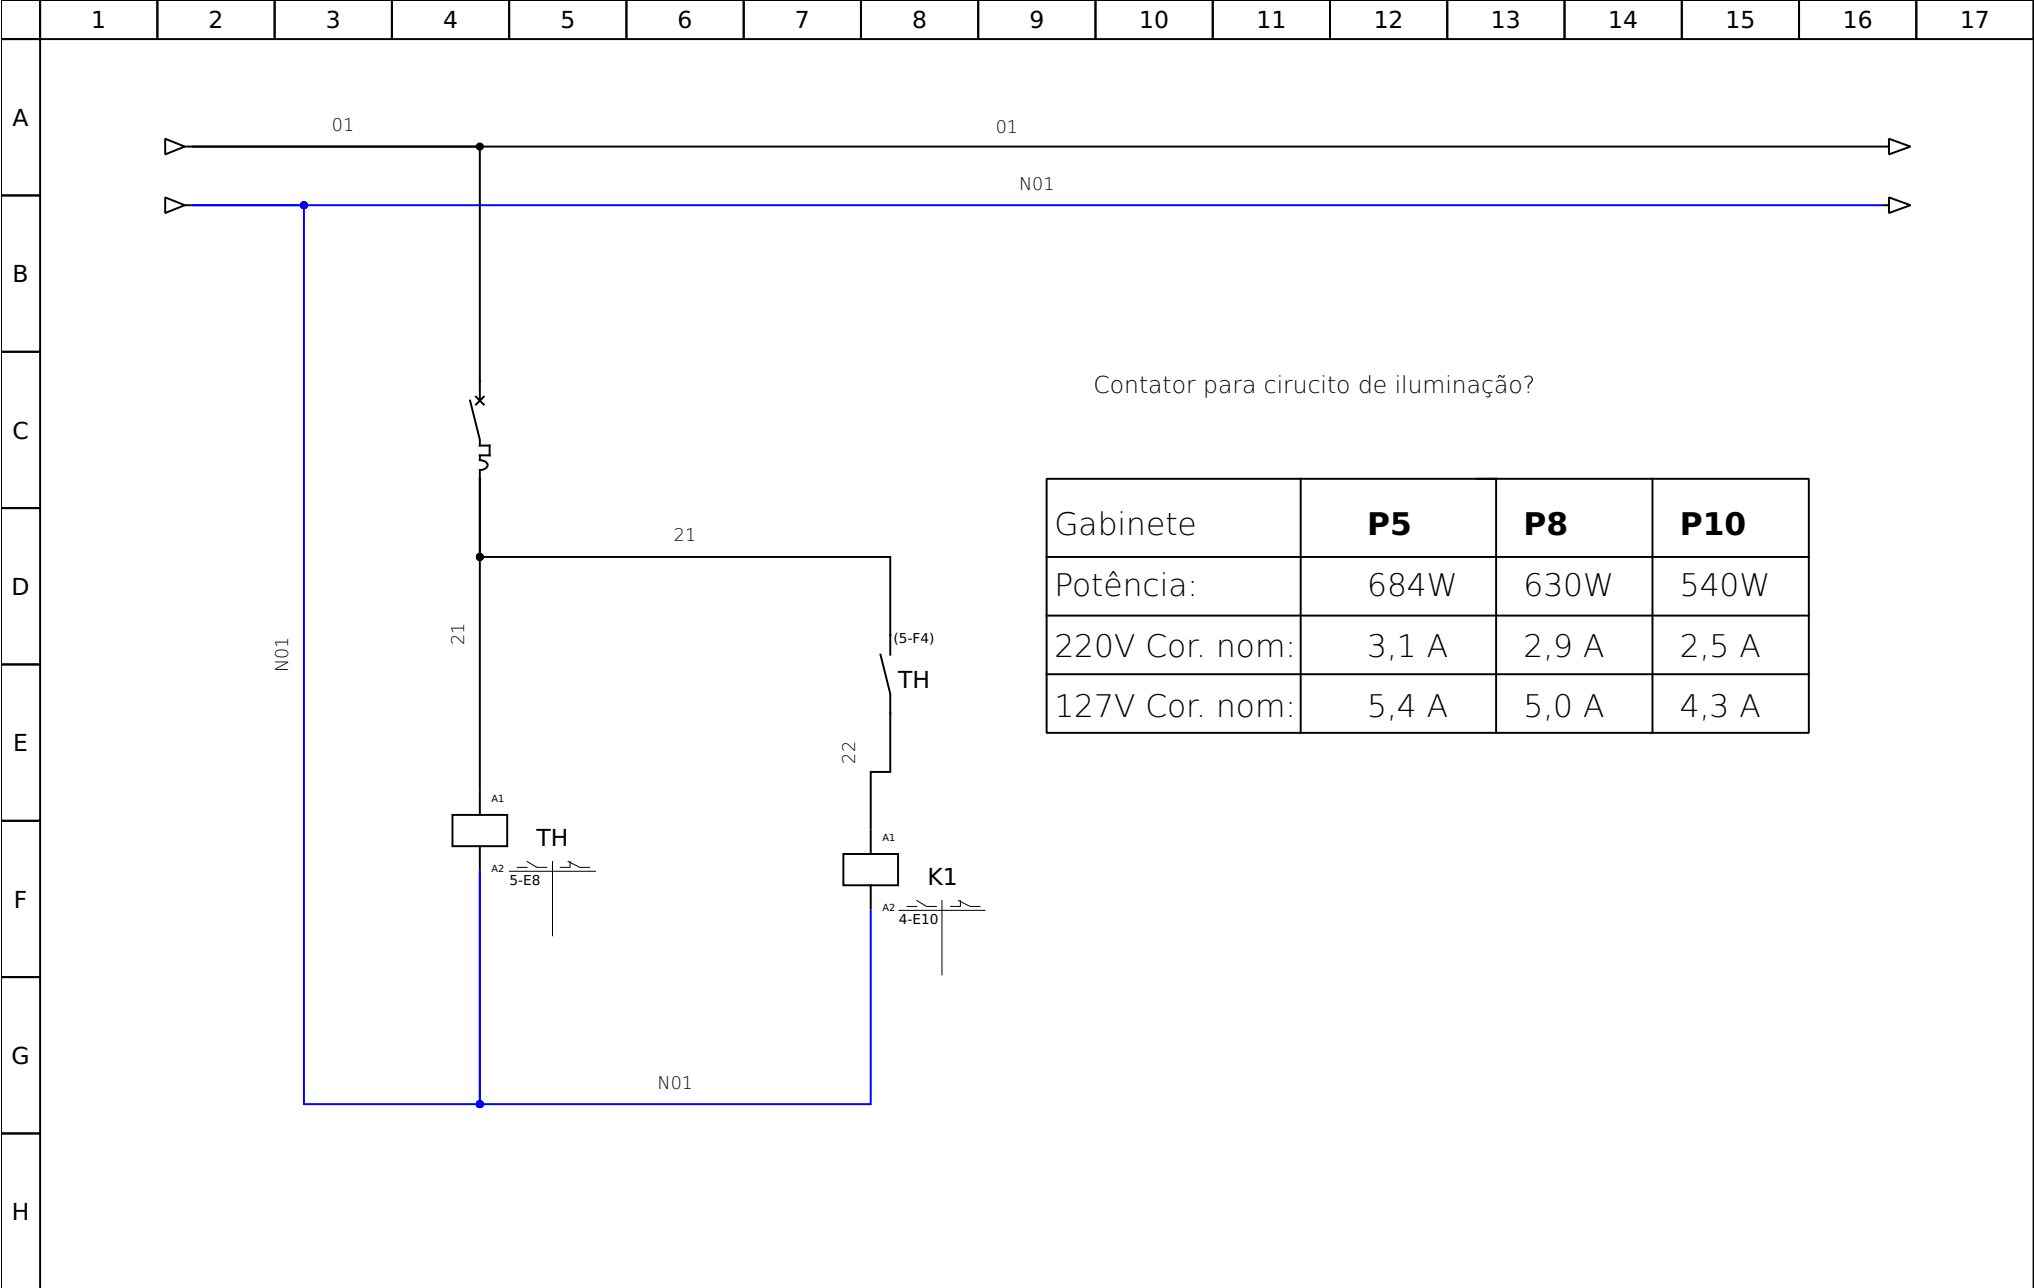 1 2 3 4 5 6 7 8 9 10 11 12 13 14 15 16 17
A
01 01
N01
B
Contator para cirucito de iluminação?
C
Gabinete P5 P8 P10
21
D
Potência: 684W 630W 540W
21
(5-F4)
N01
220V Cor. nom: 3,1 A 2,9 A 2,5 A
TH
127V Cor. nom: 5,4 A 5,0 A 4,3 A
E
22
A1
TH
A2
5-E8
A1
K1
F
A2
4-E10
G
N01
H